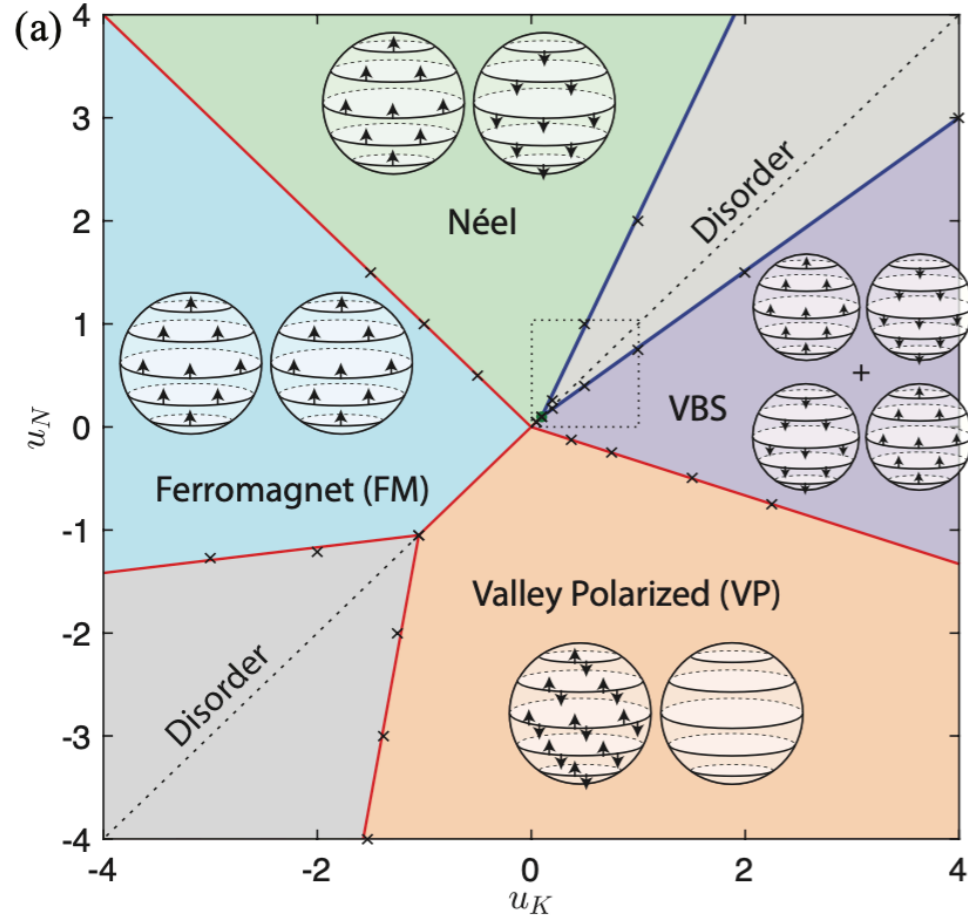 (a)
4
3
2
1
0
-1
-2
-3
-4
u_N
Néel
Disorder
VBS
+
Ferromagnet (FM)
Valley Polarized (VP)
Disorder
-4
-2
0
2
4
u_K